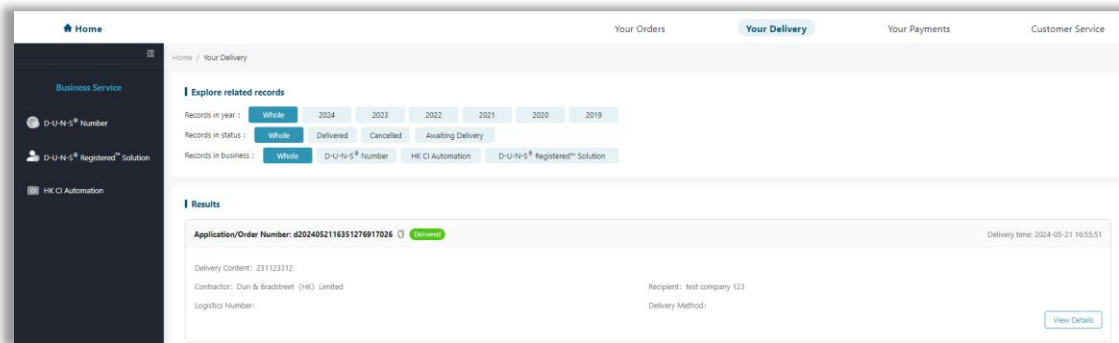 Home
Your Orders
Your Delivery
Your Payments
Customer Service
Home / Your Delivery
Business Service
D-U-N-S® Number
D-U-N-S® Registered™ Solution
HK CI Automation
Explore related records
Records in year : Whole 2024 2023 2022 2021 2020 2019
Records in status : Whole Delivered Cancelled Awaiting Delivery
Records in business : Whole D-U-N-S® Number HK CI Automation D-U-N-S® Registered™ Solution
Results
Application/Order Number: d2024052116351276917026 Delivered Delivery time: 2024-05-21 16:55:51
Delivery Content: 231123312
Contractor: Dun & Bradstreet (HK) Limited Recipient: test company 123
Logistics Number: Delivery Method:
View Details